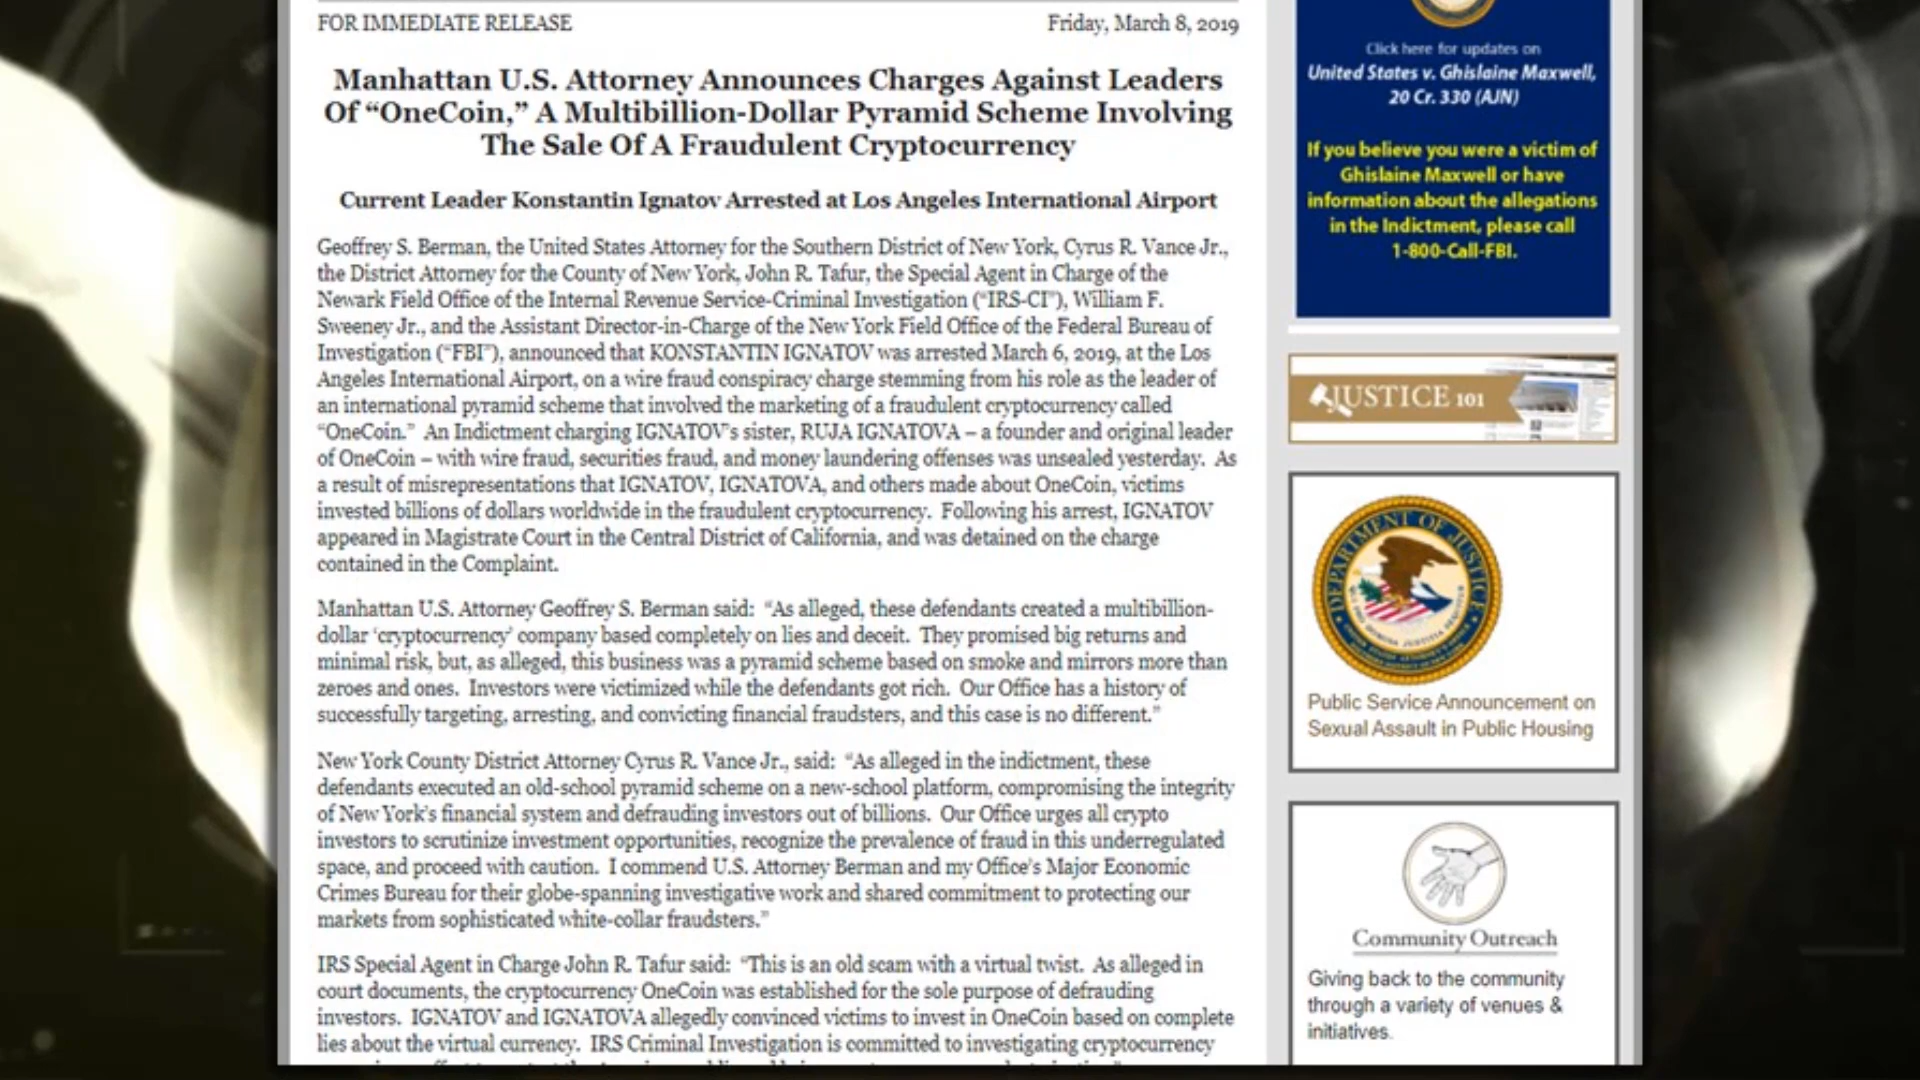 FOR IMMEDIATE RELEASE
Friday, March 8, 2019
Manhattan U.S. Attorney Announces Charges Against Leaders
Of “OneCoin,” A Multibillion-Dollar Pyramid Scheme Involving
The Sale Of A Fraudulent Cryptocurrency
Current Leader Konstantin Ignatov Arrested at Los Angeles International Airport
Geoffrey S. Berman, the United States Attorney for the Southern District of New York, Cyrus R. Vance Jr.,
the District Attorney for the County of New York, John R. Tafur, the Special Agent in Charge of the
Newark Field Office of the Internal Revenue Service-Criminal Investigation (“IRS-CI”), William F.
Sweeney Jr., and the Assistant Director-in-Charge of the New York Field Office of the Federal Bureau of
Investigation (“FBI”), announced that KONSTANTIN IGNATOV was arrested March 6, 2019, at the Los
Angeles International Airport, on a wire fraud conspiracy charge stemming from his role as the leader of
an international pyramid scheme that involved the marketing of a fraudulent cryptocurrency called
“OneCoin.”  An Indictment charging IGNATOV’s sister, RUJA IGNATOVA – a founder and original leader
of OneCoin – with wire fraud, securities fraud, and money laundering offenses was unsealed yesterday.  As
a result of misrepresentations that IGNATOV, IGNATOVA, and others made about OneCoin, victims
invested billions of dollars worldwide in the fraudulent cryptocurrency.  Following his arrest, IGNATOV
appeared in Magistrate Court in the Central District of California, and was detained on the charge
contained in the Complaint.
Manhattan U.S. Attorney Geoffrey S. Berman said:  “As alleged, these defendants created a multibillion-
dollar ‘cryptocurrency’ company based completely on lies and deceit.  They promised big returns and
minimal risk, but, as alleged, this business was a pyramid scheme based on smoke and mirrors more than
zeroes and ones.  Investors were victimized while the defendants got rich.  Our Office has a history of
successfully targeting, arresting, and convicting financial fraudsters, and this case is no different.”
New York County District Attorney Cyrus R. Vance Jr., said:  “As alleged in the indictment, these
defendants executed an old-school pyramid scheme on a new-school platform, compromising the integrity
of New York’s financial system and defrauding investors out of billions.  Our Office urges all crypto
investors to scrutinize investment opportunities, recognize the prevalence of fraud in this underregulated
space, and proceed with caution.  I commend U.S. Attorney Berman and my Office’s Major Economic
Crimes Bureau for their globe-spanning investigative work and shared commitment to protecting our
markets from sophisticated white-collar fraudsters.”
IRS Special Agent in Charge John R. Tafur said:  “This is an old scam with a virtual twist.  As alleged in
court documents, the cryptocurrency OneCoin was established for the sole purpose of defrauding
investors.  IGNATOV and IGNATOVA allegedly convinced victims to invest in OneCoin based on complete
lies about the virtual currency.  IRS Criminal Investigation is committed to investigating cryptocurrency
Click here for updates on
United States v. Ghislaine Maxwell,
20 Cr. 330 (AJN)
If you believe you were a victim of
Ghislaine Maxwell or have
information about the allegations
in the Indictment, please call
1-800-Call-FBI.
JUSTICE 101
DEPARTMENT OF JUSTICE
Public Service Announcement on
Sexual Assault in Public Housing
Community Outreach
Giving back to the community
through a variety of venues &
initiatives.